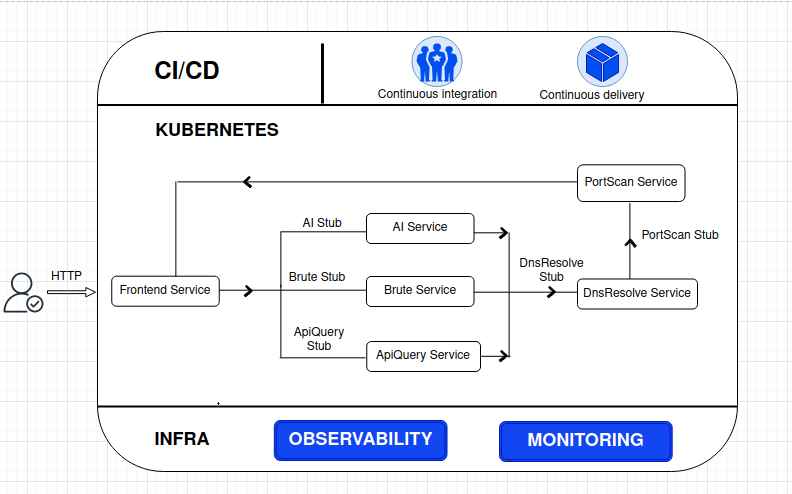 CI/CD
Continuous integration
Continuous delivery
KUBERNETES
PortScan Service
AI Stub
AI Service
PortScan Stub
HTTP
Frontend Service
Brute Stub
Brute Service
DnsResolve
Stub
DnsResolve Service
ApiQuery
Stub
ApiQuery Service
INFRA
OBSERVABILITY
MONITORING